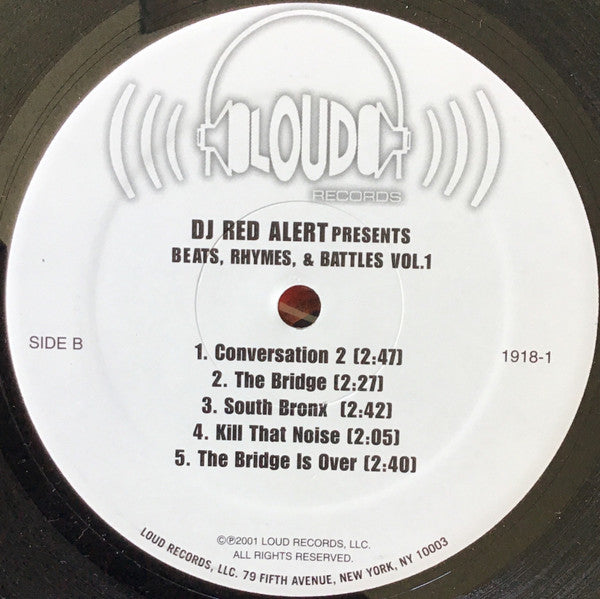 LOUD
RECORDS
DJ RED ALERT PRESENTS
BEATS, RHYMES, & BATTLES VOL.1
SIDE B
1918-1
1. Conversation 2 (2:47)
2. The Bridge (2:27)
3. South Bronx (2:42)
4. Kill That Noise (2:05)
5. The Bridge Is Over (2:40)
©℗2001 LOUD RECORDS, LLC.
ALL RIGHTS RESERVED.
LOUD RECORDS, LLC. 79 FIFTH AVENUE, NEW YORK, NY 10003